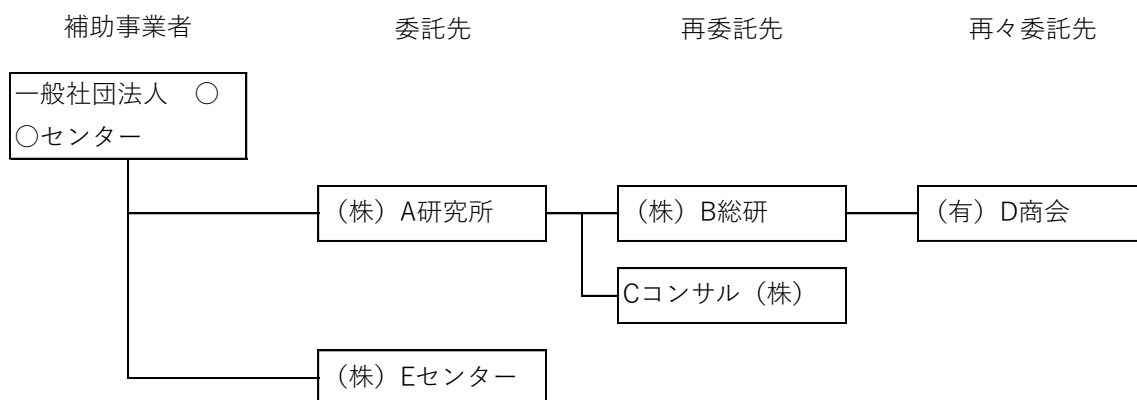 補助事業者　委託先　再委託先　再々委託先
一般社団法人　○
○センター
（株）A研究所　（株）B総研　（有）D商会
Cコンサル（株）
（株）Eセンター